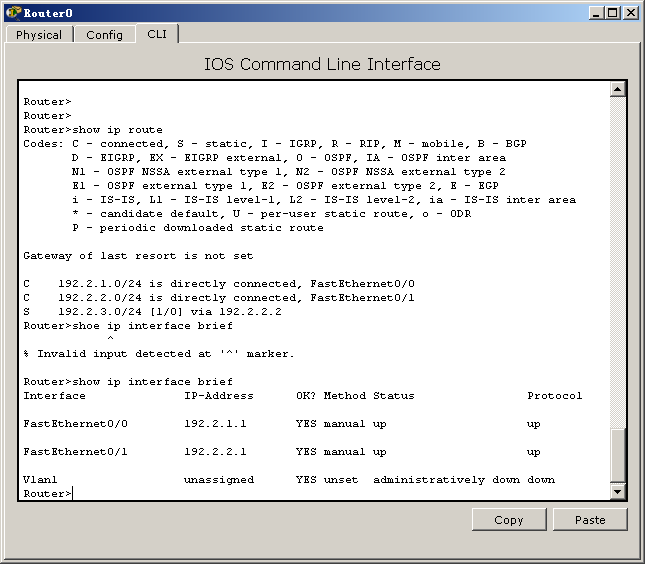 Router0
Physical Config CLI
IOS Command Line Interface
Router>
Router>
Router>show ip route
Codes: C - connected, S - static, I - IGRP, R - RIP, M - mobile, B - BGP
       D - EIGRP, EX - EIGRP external, O - OSPF, IA - OSPF inter area
       N1 - OSPF NSSA external type 1, N2 - OSPF NSSA external type 2
       E1 - OSPF external type 1, E2 - OSPF external type 2, E - EGP
       i - IS-IS, L1 - IS-IS level-1, L2 - IS-IS level-2, ia - IS-IS inter area
       * - candidate default, U - per-user static route, o - ODR
       P - periodic downloaded static route
Gateway of last resort is not set
C    192.2.1.0/24 is directly connected, FastEthernet0/0
C    192.2.2.0/24 is directly connected, FastEthernet0/1
S    192.2.3.0/24 [1/0] via 192.2.2.2
Router>shoe ip interface brief
            ^
% Invalid input detected at '^' marker.
Router>show ip interface brief
Interface              IP-Address      OK? Method Status                Protocol
FastEthernet0/0        192.2.1.1       YES manual up                    up
FastEthernet0/1        192.2.2.1       YES manual up                    up
Vlan1                  unassigned      YES unset  administratively down down
Router>
Copy Paste